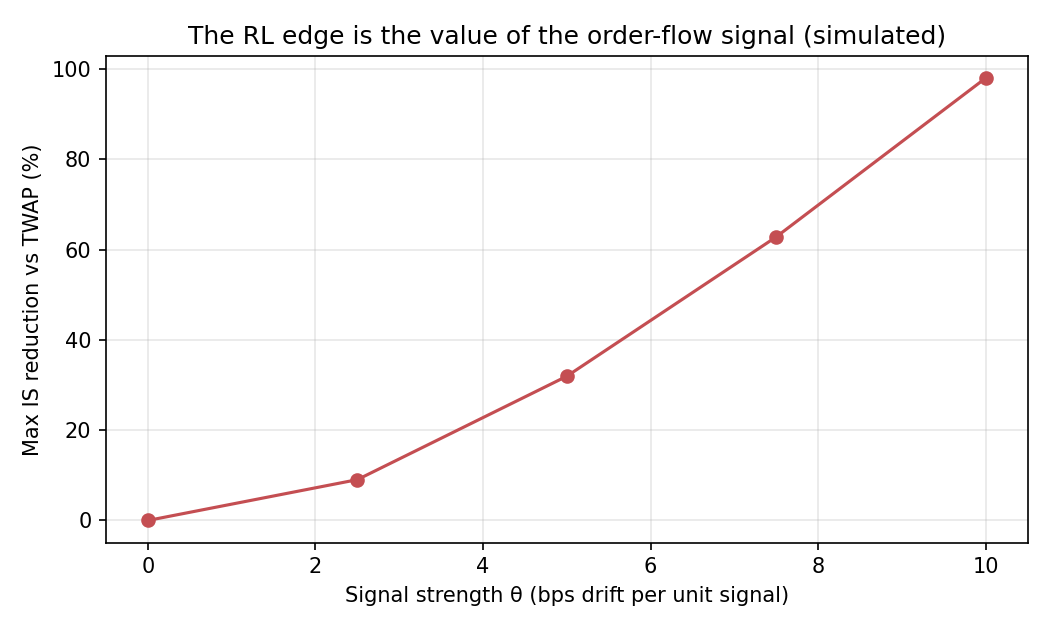 The RL edge is the value of the order-flow signal (simulated)
Max IS reduction vs TWAP (%)
100
80
60
40
20
0
0 2 4 6 8 10
Signal strength θ (bps drift per unit signal)